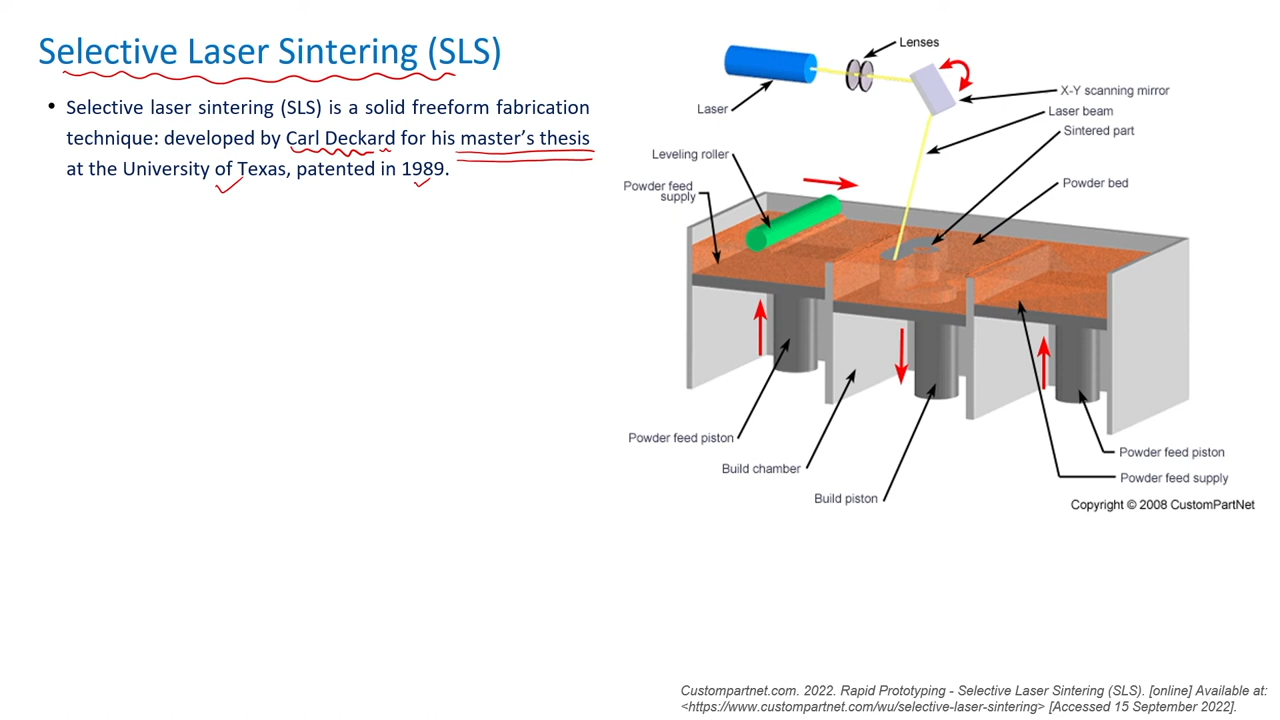 Selective Laser Sintering (SLS)
• Selective laser sintering (SLS) is a solid freeform fabrication
technique: developed by Carl Deckard for his master's thesis
at the University of Texas, patented in 1989.
Lenses
Laser
X-Y scanning mirror
Laser beam
Sintered part
Leveling roller
Powder feed
supply
Powder bed
Powder feed piston
Build chamber
Build piston
Powder feed piston
Powder feed supply
Copyright © 2008 CustomPartNet
Custompartnet.com. 2022. Rapid Prototyping - Selective Laser Sintering (SLS). [online] Available at:
<https://www.custompartnet.com/wu/selective-laser-sintering> [Accessed 15 September 2022].